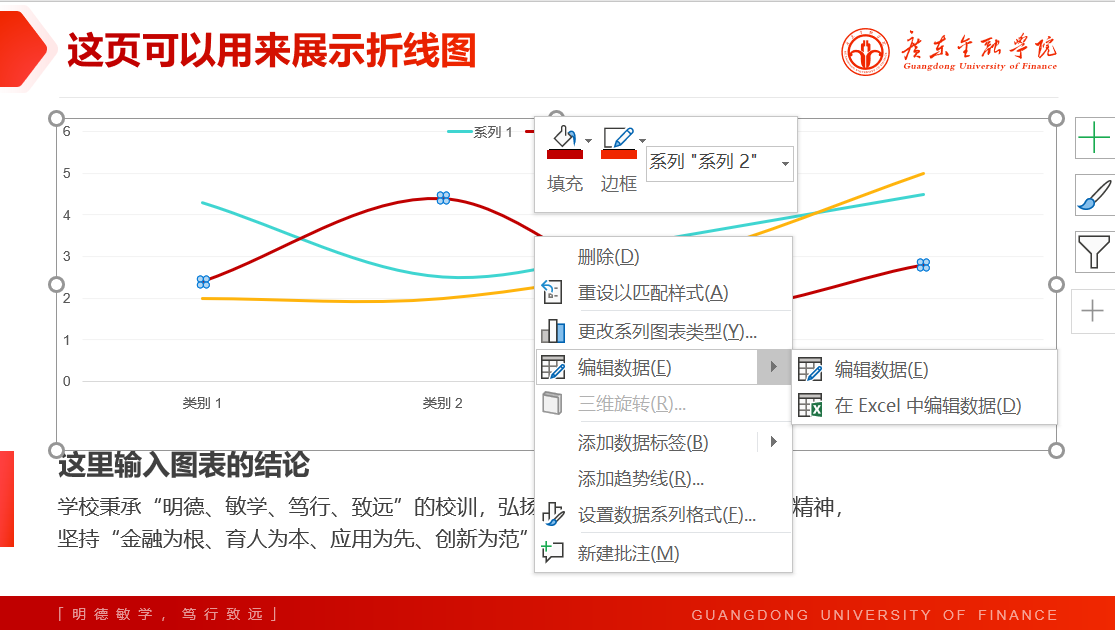 这页可以用来展示折线图
广东金融学院
Guangdong University of Finance
6
系列 1
5
4
3
2
1
0
类别 1
类别 2
填充
边框
系列 "系列 2"
删除(D)
重设以匹配样式(A)
更改系列图表类型(Y)...
编辑数据(E)
三维旋转(R)...
添加数据标签(B)
添加趋势线(R)...
设置数据系列格式(F)...
新建批注(M)
编辑数据(E)
在 Excel 中编辑数据(D)
这里输入图表的结论
学校秉承“明德、敏学、笃行、致远”的校训，弘 精神，
坚持“金融为根、育人为本、应用为先、创新为范”
「明德敏学，笃行致远」
GUANGDONG UNIVERSITY OF FINANCE